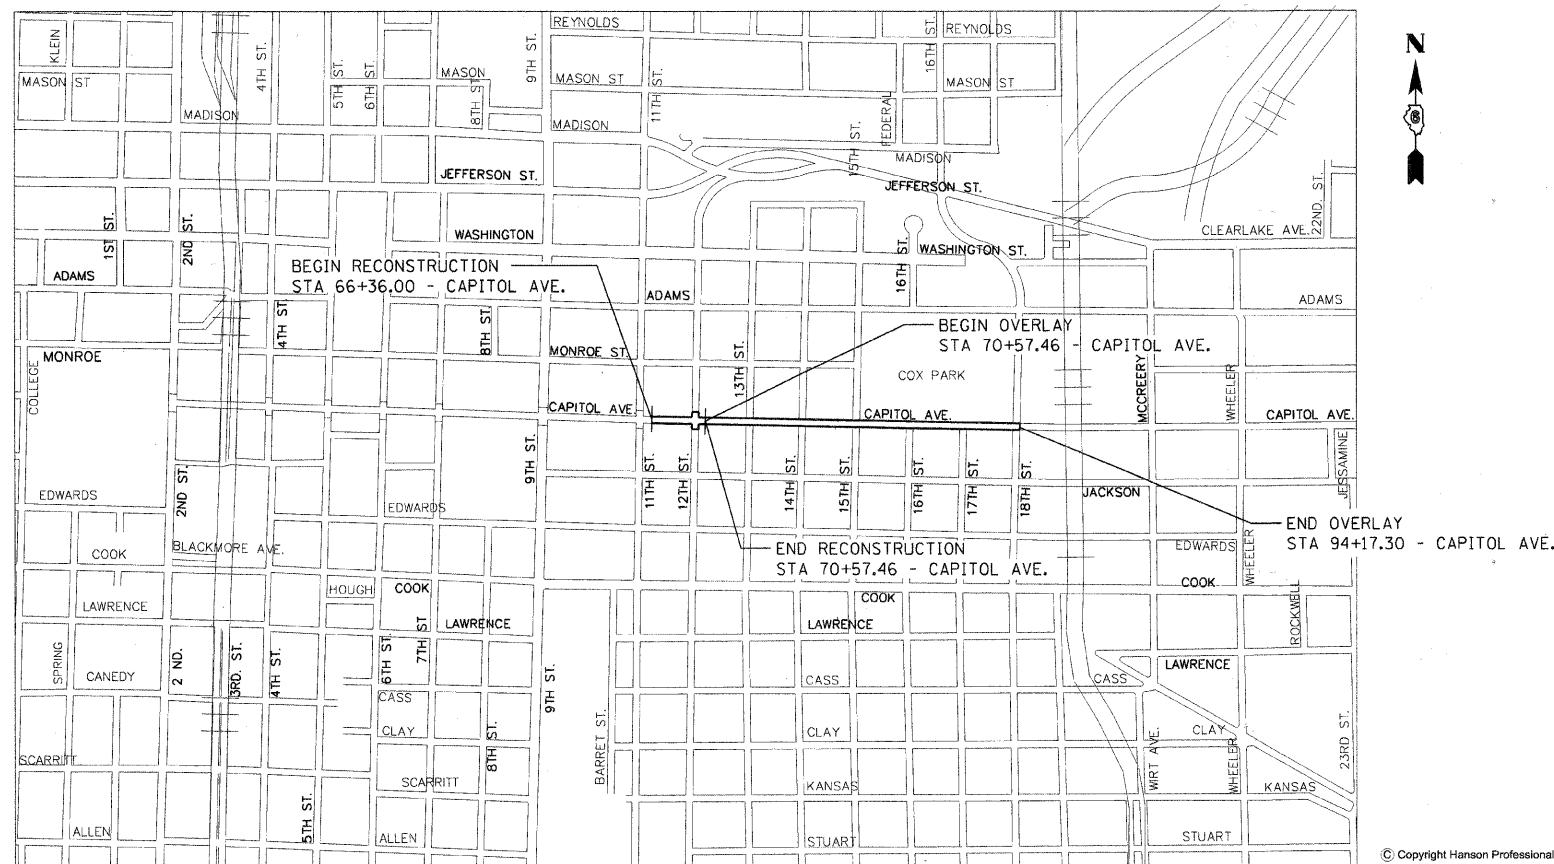 REYNOLDS
REYNOLDS
KLEIN
4TH ST.
9TH ST.
16TH ST.
N
MASON ST
5TH ST.
6TH ST.
MASON
8TH ST
MASON ST
11TH ST.
FEDERAL
MASON ST
6
MADISON
MADISON
15TH ST.
MADISON
JEFFERSON ST.
JEFFERSON ST.
1ST ST.
2ND ST.
WASHINGTON
16TH ST.
WASHINGTON ST.
CLEARLAKE AVE.
22ND. ST.
ADAMS
BEGIN RECONSTRUCTION
STA 66+36.00 - CAPITOL AVE.
ADAMS
ADAMS
4TH ST.
8TH ST.
BEGIN OVERLAY
STA 70+57.46 - CAPITOL AVE.
MONROE
MONROE ST.
13TH ST.
COX PARK
COLLEGE
MCCREERY
WHEELER
CAPITOL AVE.
CAPITOL AVE.
CAPITOL AVE.
9TH ST.
11TH ST.
12TH ST.
14TH ST.
15TH ST.
16TH ST.
17TH ST.
18TH ST.
JESSAMINE
2ND ST.
EDWARDS
EDWARDS
JACKSON
END OVERLAY
STA 94+17.30 - CAPITOL AVE.
COOK
BLACKMORE AVE.
END RECONSTRUCTION
STA 70+57.46 - CAPITOL AVE.
EDWARDS
WHEELER
HOUGH
COOK
COOK
COOK
LAWRENCE
LAWRENCE
LAWRENCE
ROCKWELL
SPRING
CANEDY
2 ND.
3RD. ST.
4TH ST.
6TH ST.
7TH ST
9TH ST.
CASS
CASS
CASS
LAWRENCE
CLAY
CLAY
CLAY
8TH ST.
BARRET ST.
WIRT AVE.
WHEELER
23RD ST.
SCARRITT
SCARRITT
KANSAS
KANSAS
5TH ST.
ALLEN
ALLEN
STUART
STUART
© Copyright Hanson Professional